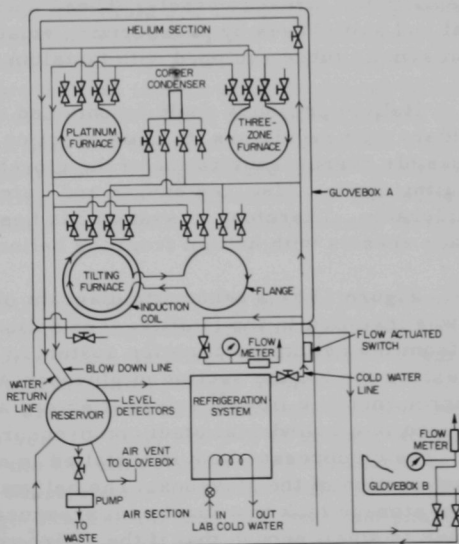 HELIUM SECTION
COPPER
CONDENSER
PLATINUM
FURNACE
THREE-
ZONE
FURNACE
GLOVEBOX A
TILTING
FURNACE
INDUCTION
COIL
FLANGE
FLOW
METER
FLOW ACTUATED
SWITCH
COLD WATER
LINE
BLOW DOWN LINE
WATER
RETURN
LINE
RESERVOIR
LEVEL
DETECTORS
REFRIGERATION
SYSTEM
AIR VENT
TO GLOVEBOX
PUMP
TO
WASTE
AIR SECTION
IN
OUT
LAB COLD WATER
FLOW
METER
GLOVEBOX B